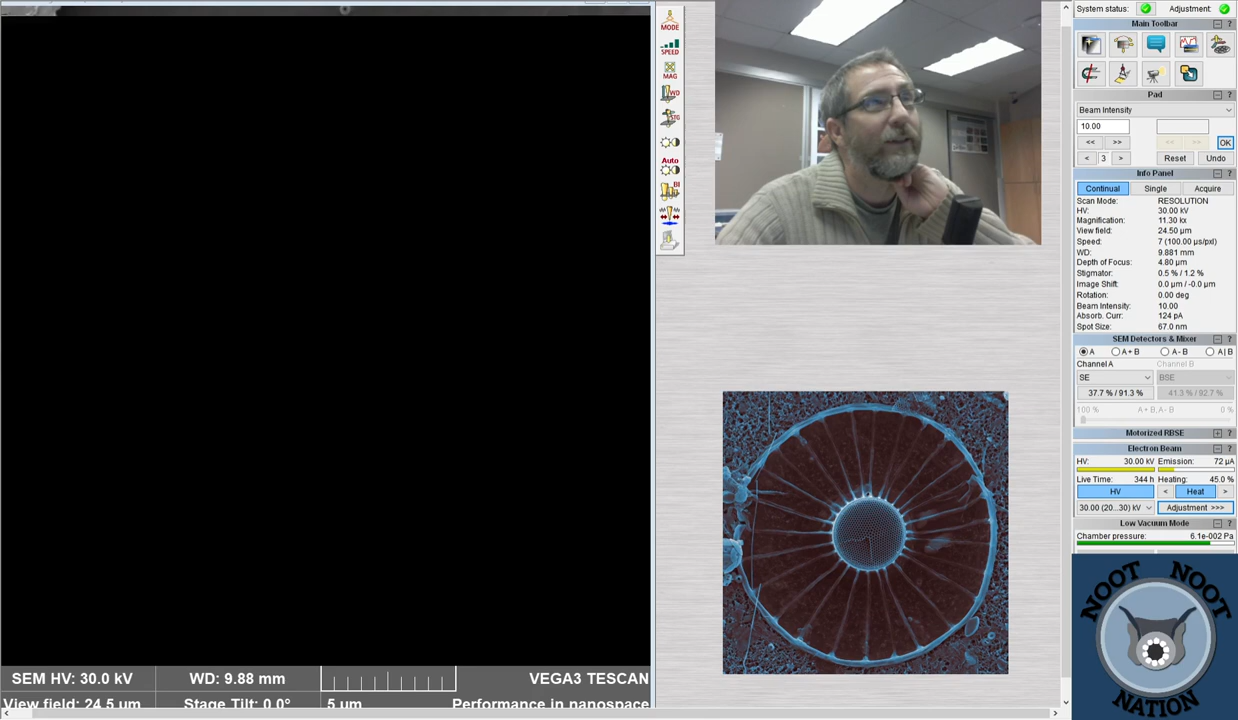 SEM HV: 30.0 kV
WD: 9.88 mm
VEGA3 TESCAN
View field: 24.5 µm
Stage Tilt: 0.0°
5 um
Performance in nanospace
MODE
SPEED
MAG
WD
STG
Auto
BI
System status:
Adjustment:
Main Toolbar
Pad
Beam Intensity
10.00
<<
>>
<<
>>
OK
<
3
>
Reset
Undo
Info Panel
Continual
Single
Acquire
Scan Mode: RESOLUTION
HV: 30.00 kV
Magnification: 11.30 kx
View field: 24.50 µm
Speed: 7 (100.00 µs/pxl)
WD: 9.881 mm
Depth of Focus: 4.80 µm
Stigmator: 0.5 % / 1.2 %
Image Shift: 0.0 µm / -0.0 µm
Rotation: 0.00 deg
Beam Intensity: 10.00
Absorb. Curr: 124 pA
Spot Size: 67.0 nm
SEM Detectors & Mixer
A
A + B
A - B
A | B
Channel A
Channel B
SE
BSE
37.7 % / 91.3 %
41.3 % / 92.7 %
100 %
A + B, A - B
0 %
Motorized RBSE
Electron Beam
HV: 30.00 kV
Emission: 72 µA
Live Time: 344 h
Heating: 45.0 %
HV
<
Heat
>
30.00 (20...30) kV
Adjustment >>>
Low Vacuum Mode
Chamber pressure: 6.1e-002 Pa
NOOT NOOT
NATION